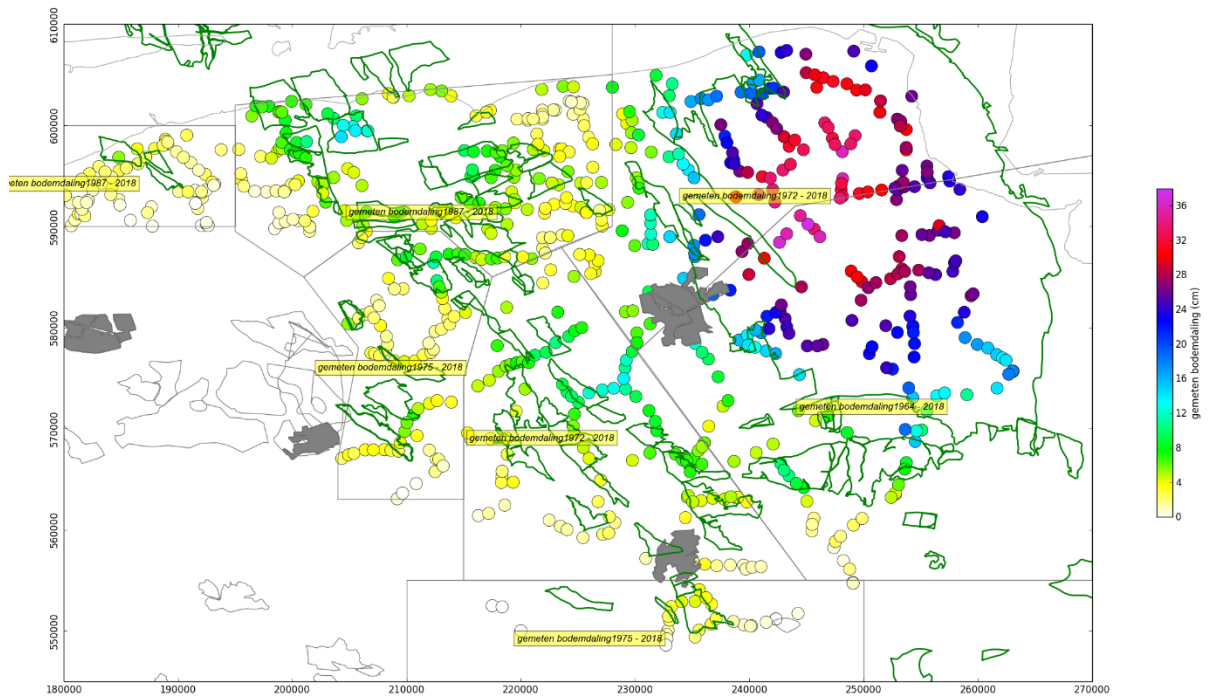 610000
600000
590000
580000
570000
560000
550000
gemeten bodemdaling1987 - 2018
gemeten bodemdaling1987 - 2018
gemeten bodemdaling1972 - 2018
gemeten bodemdaling1975 - 2018
gemeten bodemdaling1964 - 2018
gemeten bodemdaling1972 - 2018
gemeten bodemdaling1975 - 2018
180000 190000 200000 210000 220000 230000 240000 250000 260000 270000
36
32
28
24
20
16
12
8
4
0
gemeten bodemdaling (cm)